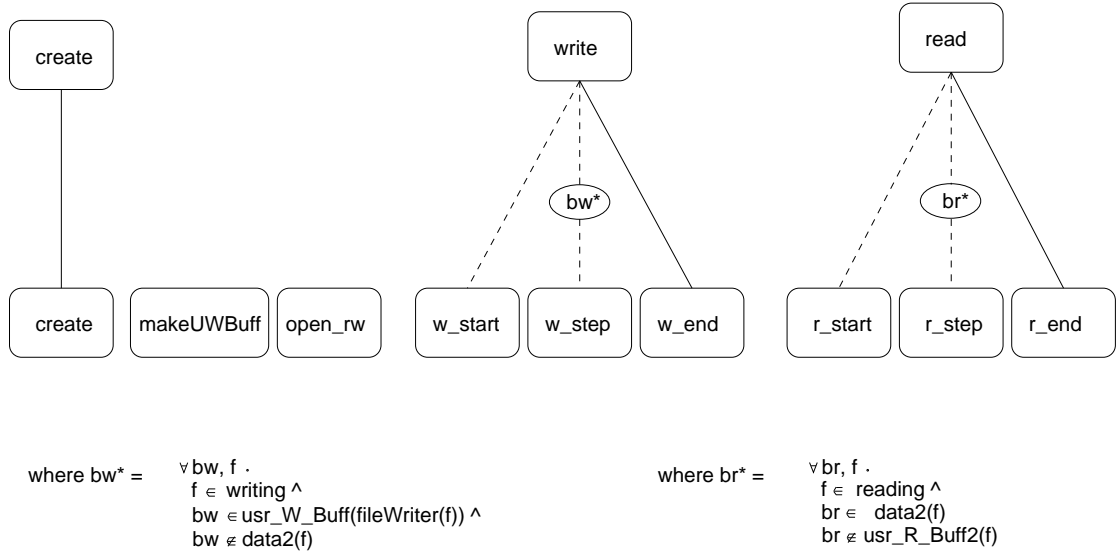 create
write
read
bw*
br*
create makeUWBuff open_rw w_start w_step w_end r_start r_step r_end
where bw* = ∀ bw, f ·
f ∈ writing ^
bw ∈ usr_W_Buff(fileWriter(f)) ^
bw ∉ data2(f)
where br* = ∀ br, f ·
f ∈ reading ^
br ∈ data2(f)
br ∉ usr_R_Buff2(f)